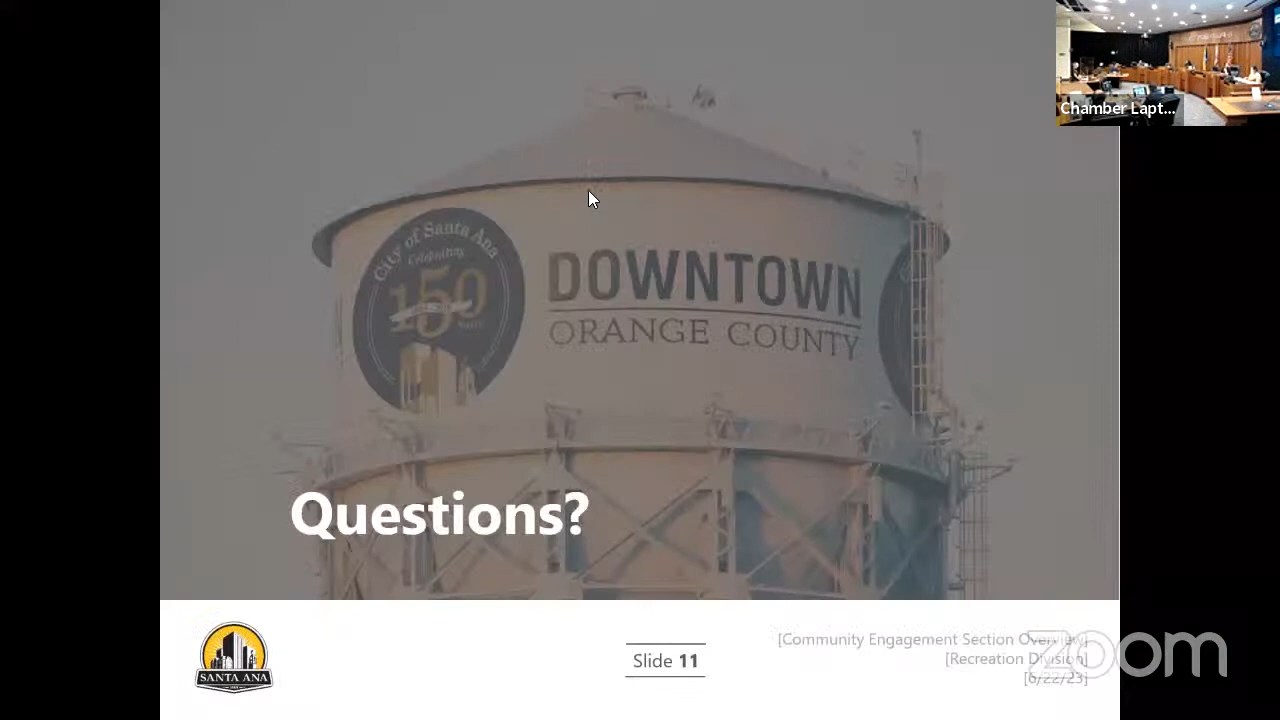 Chamber Lapt...
City of Santa Ana
Celebrating
150
DOWNTOWN
ORANGE COUNTY
Questions?
SANTA ANA
Slide 11
[Community Engagement Section Overview]
[Recreation Division]
[6/22/23]
zoom